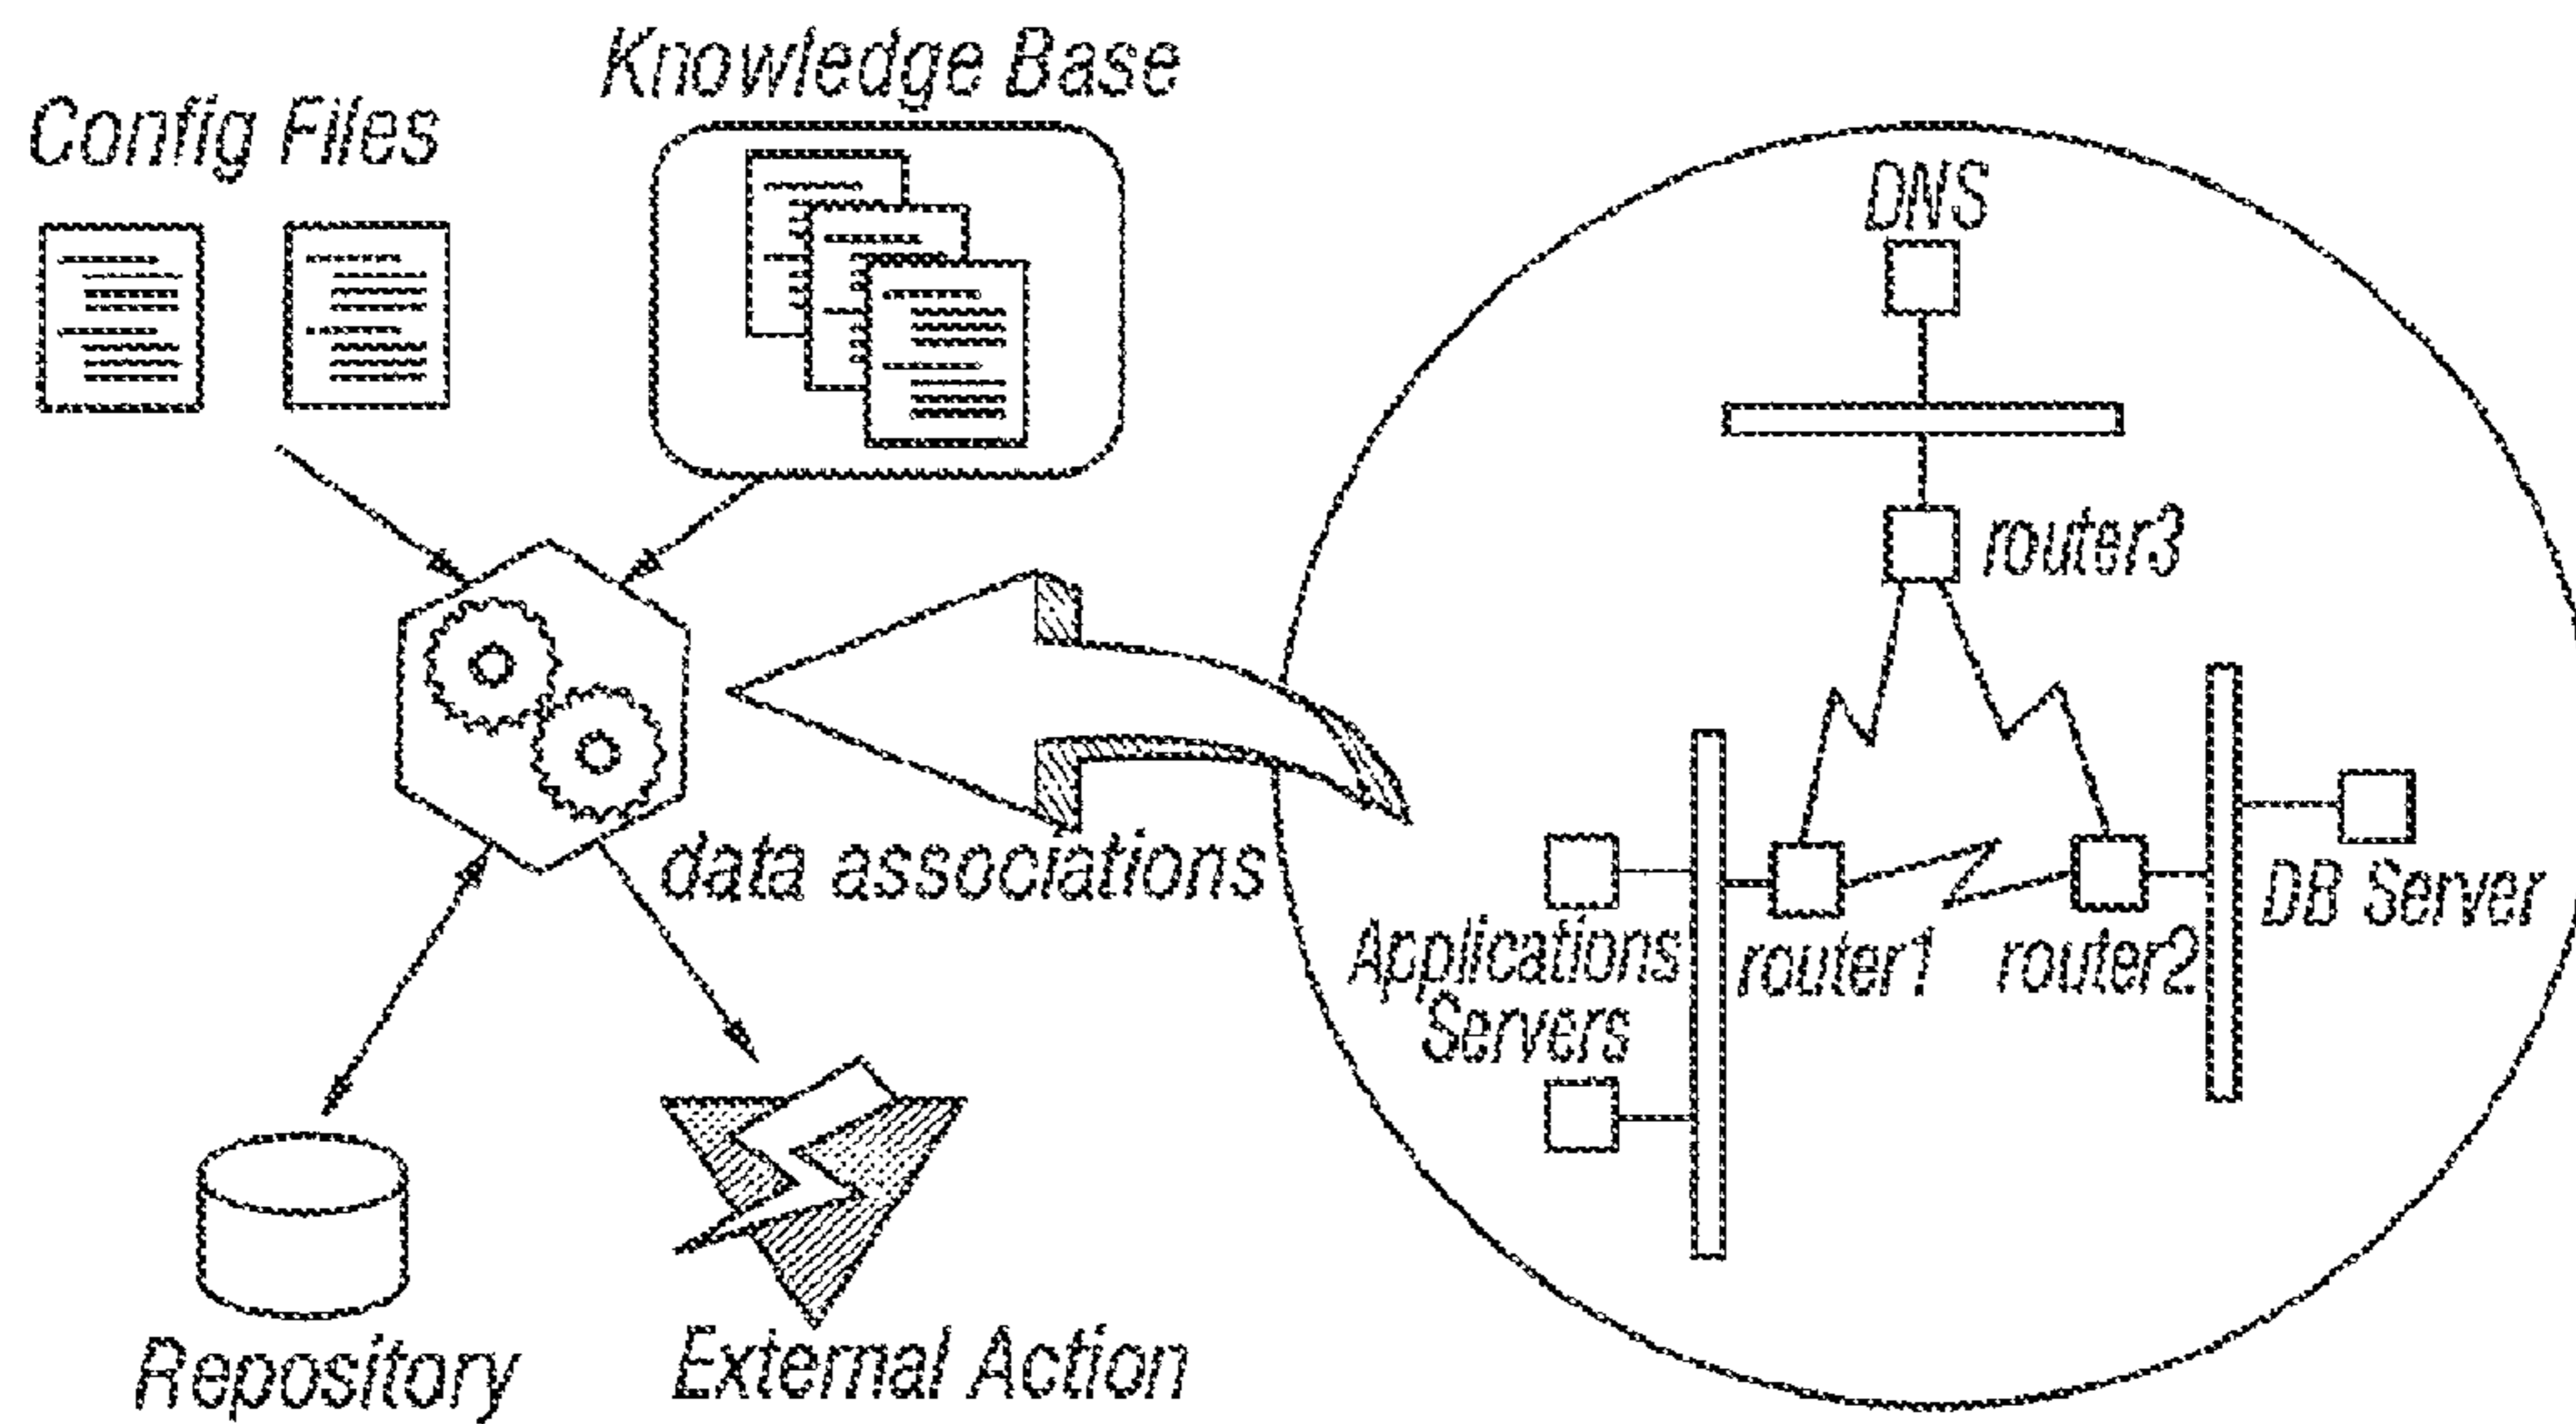 Knowledge Base
Config Files
DNS
router3
data associations
Applications
Servers
router1
router2
DB Server
Repository
External Action